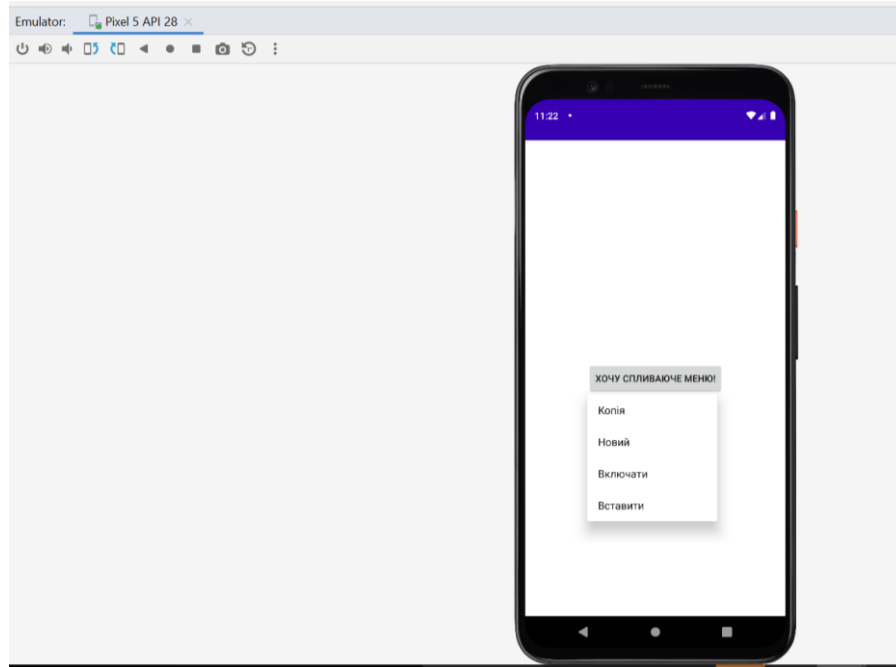 Emulator: Pixel 5 API 28
11:22
ХОЧУ СПЛИВАЮЧЕ МЕНЮ!
Копія
Новий
Включати
Вставити